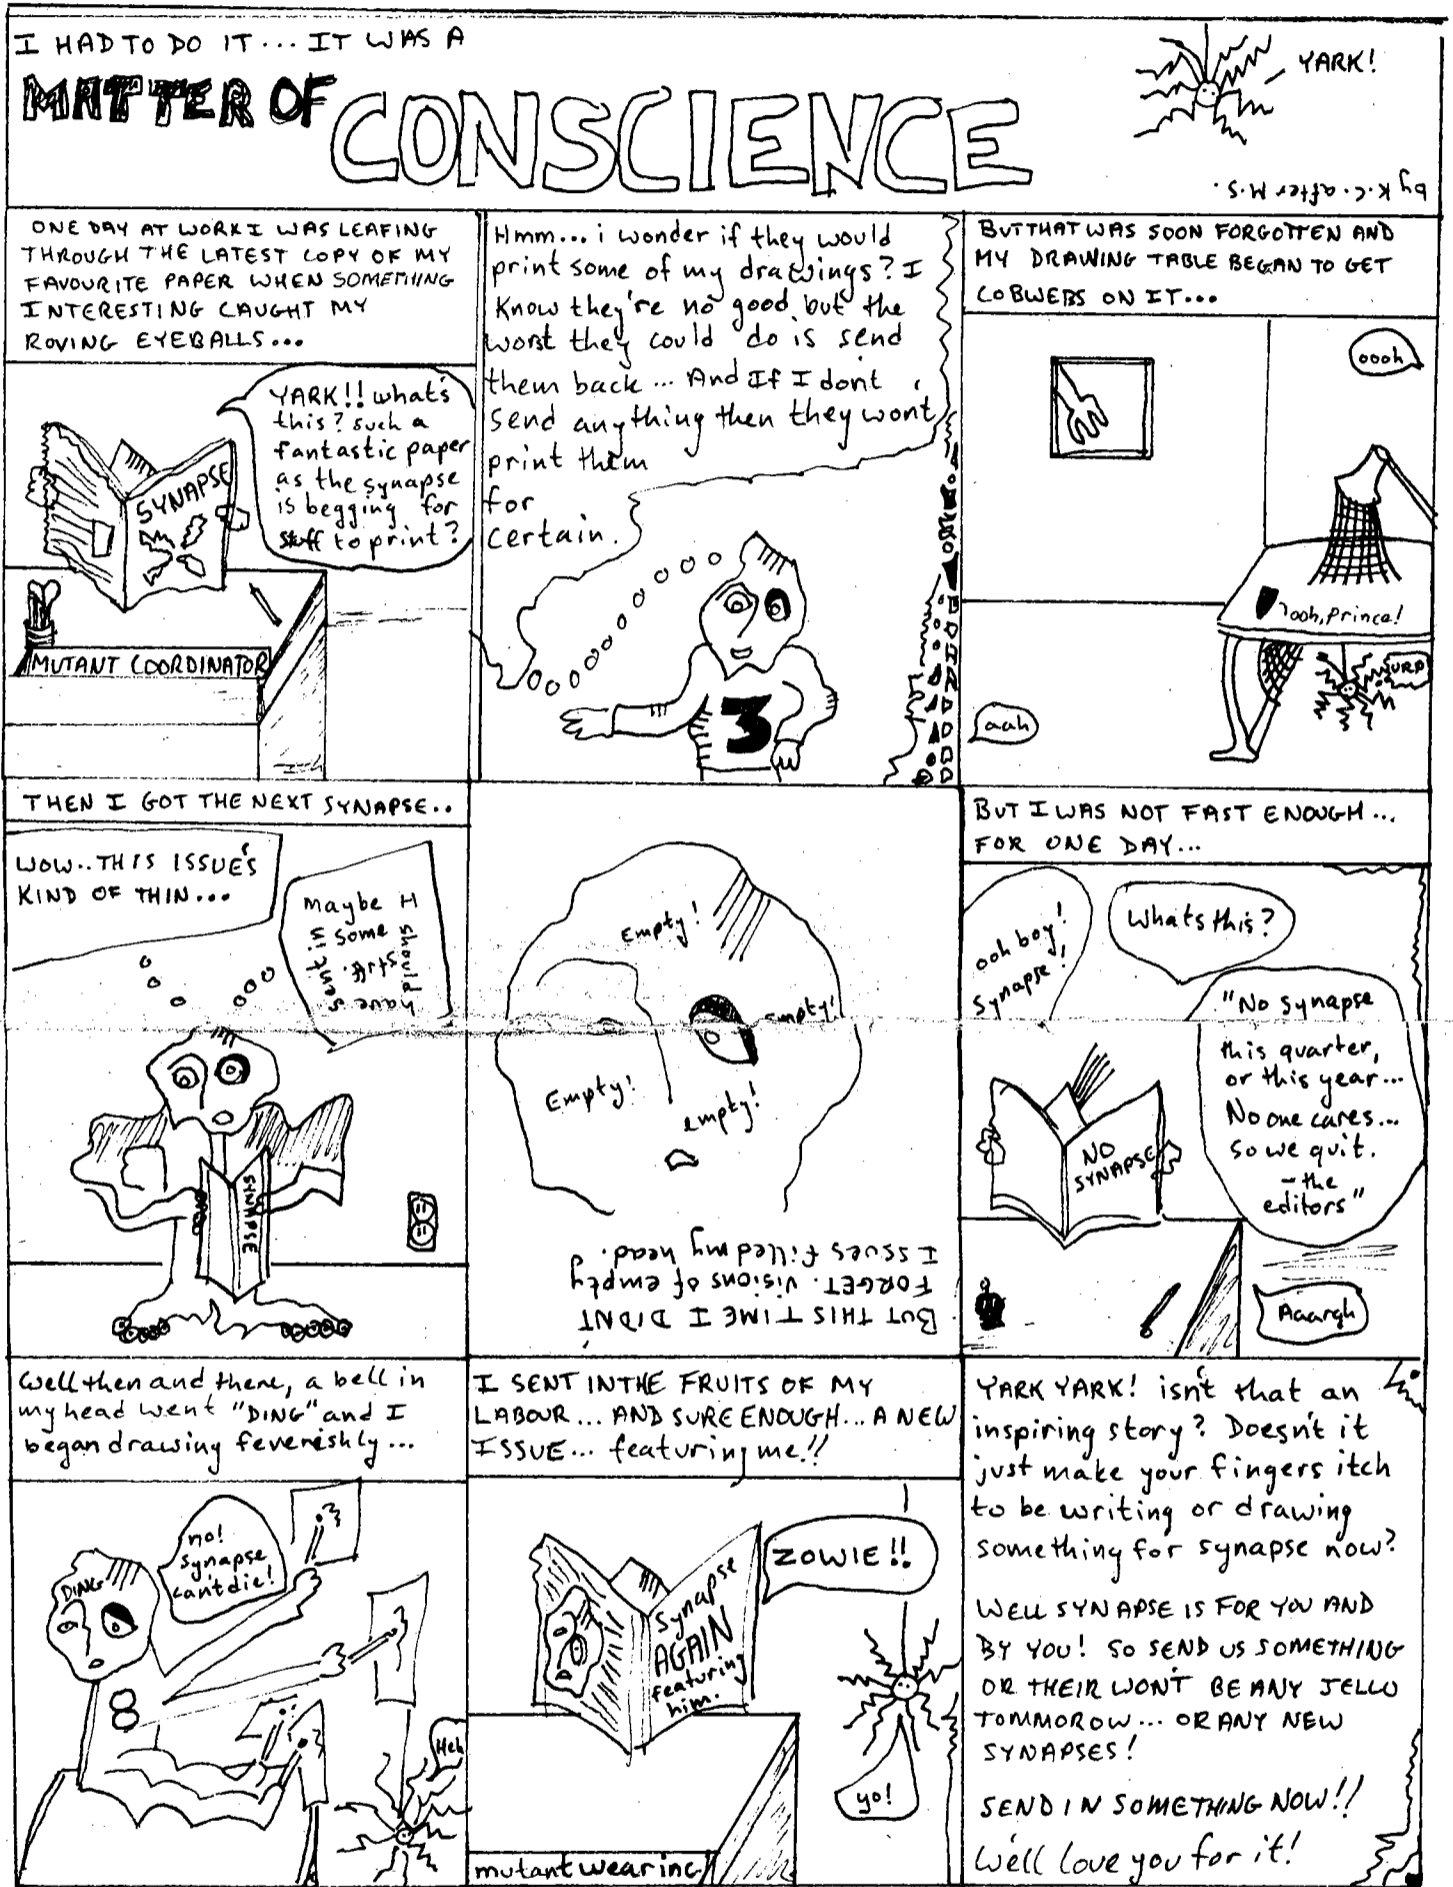 I HAD TO DO IT... IT WAS A
MATTER OF
CONSCIENCE
YARK!
by K.C. after M.S.
ONE DAY AT WORK I WAS LEAFING
THROUGH THE LATEST COPY OF MY
FAVOURITE PAPER WHEN SOMETHING
INTERESTING CAUGHT MY
ROVING EYEBALLS...
YARK!! what's
this? such a
fantastic paper
as the synapse
is begging for
stuff to print?
SYNAPSE
MUTANT COORDINATOR
Hmm... i wonder if they would
print some of my drawings? I
Know they're no good, but the
worst they could do is send
them back... And If I dont
send anything then they wont
print them
for
certain.
3
BUT THAT WAS SOON FORGOTTEN AND
MY DRAWING TABLE BEGAN TO GET
COBWEBS ON IT...
oooh
ooh, Prince!
URP
aah
THEN I GOT THE NEXT SYNAPSE..
WOW.. THIS ISSUE'S
KIND OF THIN...
maybe I should have sent in some stuff.
SYNAPSE
Empty!
empty!
Empty!
empty!
BUT THIS TIME I DIDN'T
FORGET. visions of empty
Issues filled my head.
BUT I WAS NOT FAST ENOUGH...
FOR ONE DAY...
ooh boy!
Synapse!
Whats this?
"No synapse
this quarter,
or this year...
No one cares...
So we quit.
-the
editors"
NO
SYNAPSE
Aaargh
Well then and there, a bell in
my head went "DING" and I
began drawing fevereshly...
no!
synapse
can't die!
DING
8
Heh
I SENT IN THE FRUITS OF MY
LABOUR... AND SURE ENOUGH... A NEW
ISSUE... featuring me!!
ZOWIE!!
Synapse
AGAIN
featuring
him.
yo!
mutant wearing
YARK YARK! isn't that an
inspiring story? Doesn't it
just make your fingers itch
to be writing or drawing
something for synapse now?
WELL SYNAPSE IS FOR YOU AND
BY YOU! SO SEND US SOMETHING
OR THEIR WON'T BE ANY JELLO
TOMMOROW... OR ANY NEW
SYNAPSES!
SEND IN SOMETHING NOW!!
We'll love you for it!